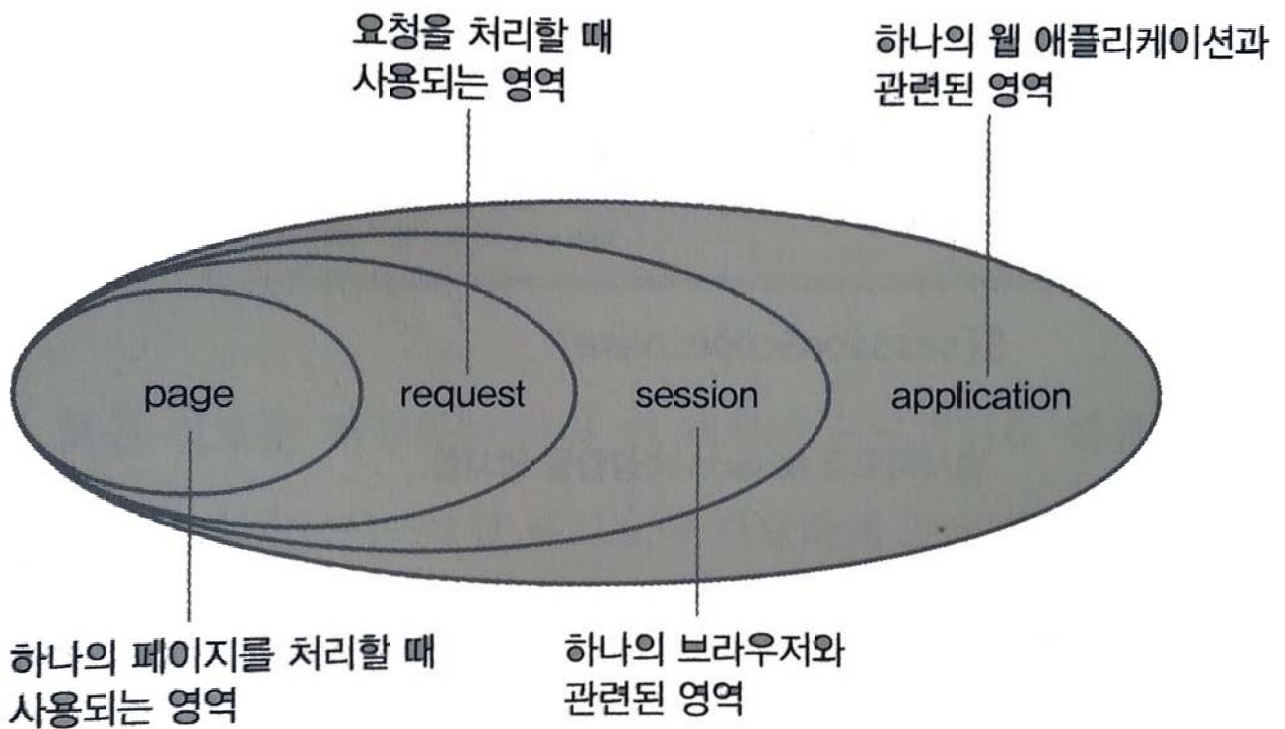 요청을 처리할 때
사용되는 영역
하나의 웹 애플리케이션과
관련된 영역
page
request
session
application
하나의 페이지를 처리할 때
사용되는 영역
하나의 브라우저와
관련된 영역